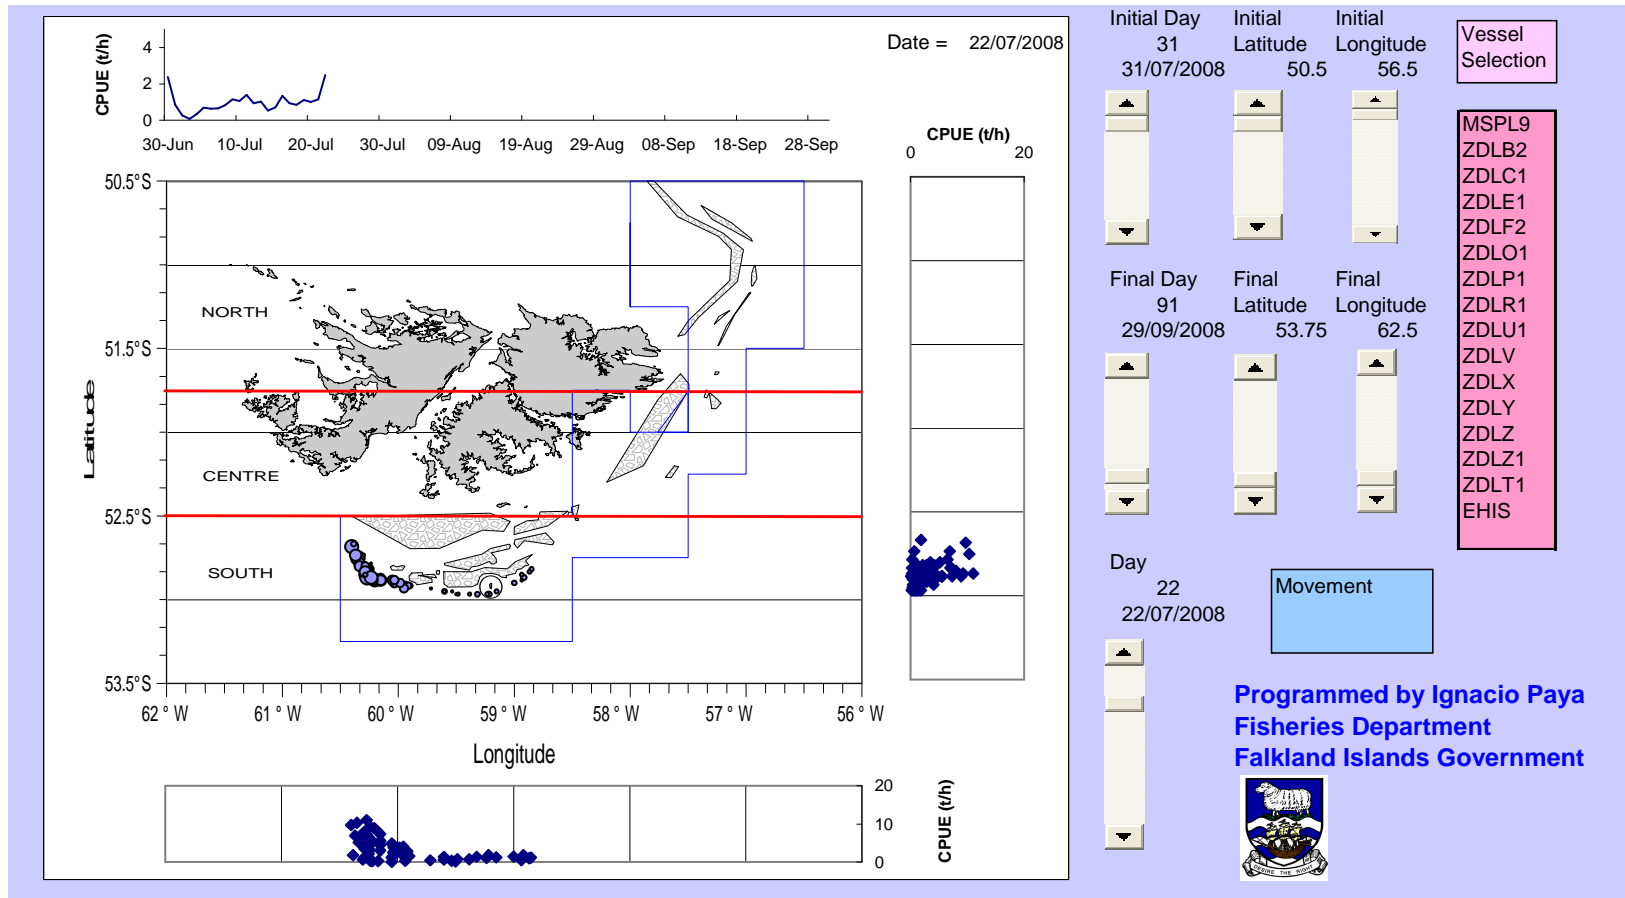 CPUE (t/h)
4
2
0
30-Jun 10-Jul 20-Jul 30-Jul 09-Aug 19-Aug 29-Aug 08-Sep 18-Sep 28-Sep
Date = 22/07/2008
CPUE (t/h)
0 20
50.5°S
51.5°S
52.5°S
53.5°S
Latitude
NORTH
CENTRE
SOUTH
62 ° W 61 ° W 60 ° W 59 ° W 58 ° W 57 ° W 56 ° W
Longitude
20
10
0
CPUE (t/h)
Initial Day
31
31/07/2008
Initial
Latitude
50.5
Initial
Longitude
56.5
Final Day
91
29/09/2008
Final
Latitude
53.75
Final
Longitude
62.5
Day
22
22/07/2008
Vessel
Selection
MSPL9
ZDLB2
ZDLC1
ZDLE1
ZDLF2
ZDLO1
ZDLP1
ZDLR1
ZDLU1
ZDLV
ZDLX
ZDLY
ZDLZ
ZDLZ1
ZDLT1
EHIS
Movement
Programmed by Ignacio Paya
Fisheries Department
Falkland Islands Government
DESIRE THE RIGHT